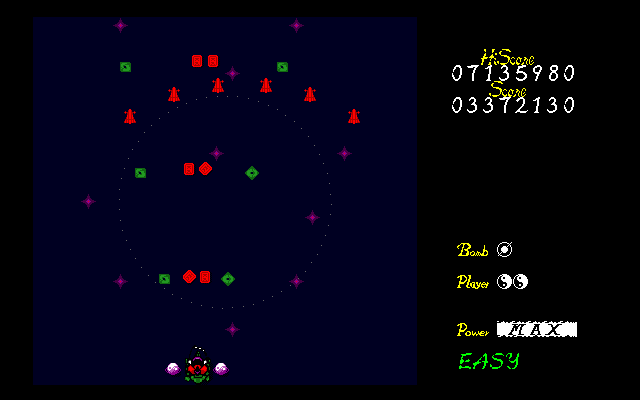 HiScore
07135980
Score
03372130
Bomb
Player
Power MAX
EASY